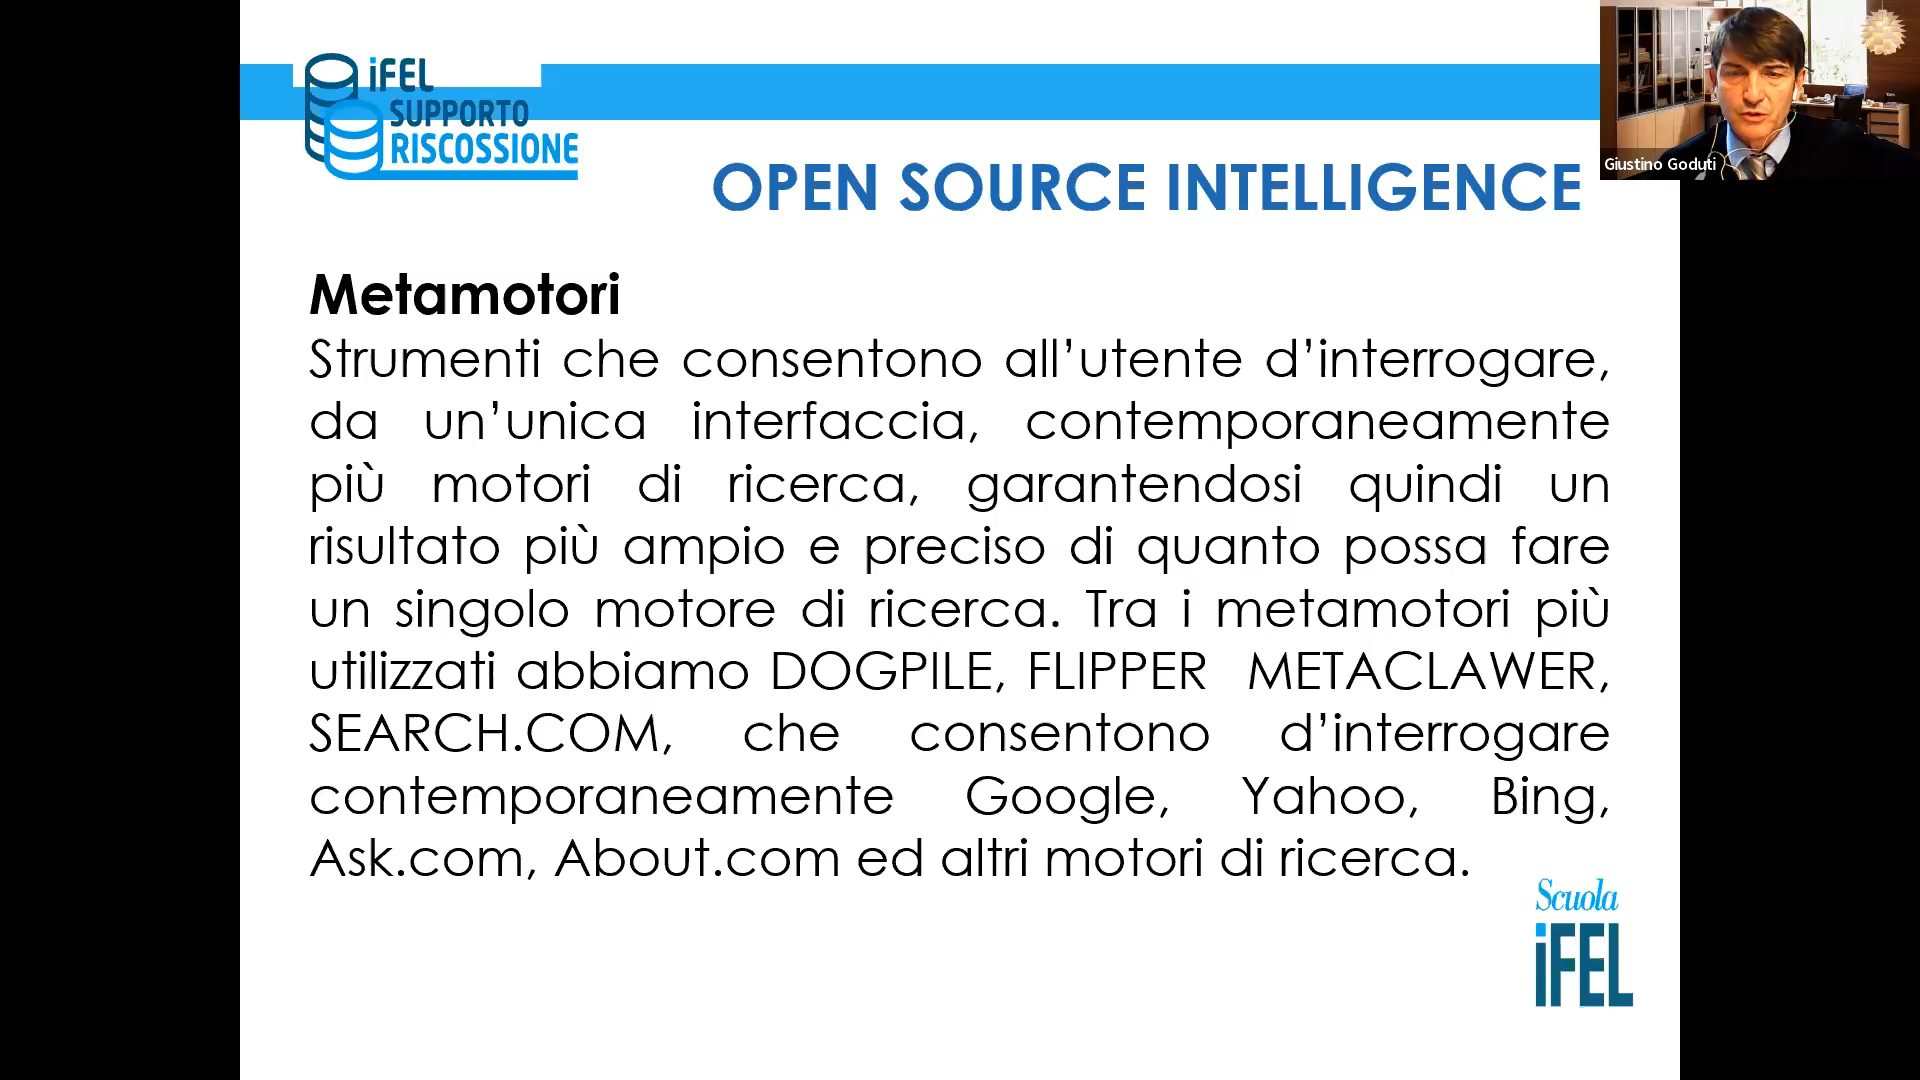 iFEL
SUPPORTO
RISCOSSIONE
Giustino Goduti
OPEN SOURCE INTELLIGENCE
Metamotori
Strumenti che consentono all’utente d’interrogare,
da un’unica interfaccia, contemporaneamente
più motori di ricerca, garantendosi quindi un
risultato più ampio e preciso di quanto possa fare
un singolo motore di ricerca. Tra i metamotori più
utilizzati abbiamo DOGPILE, FLIPPER METACLAWER,
SEARCH.COM, che consentono d’interrogare
contemporaneamente Google, Yahoo, Bing,
Ask.com, About.com ed altri motori di ricerca.
Scuola
iFEL